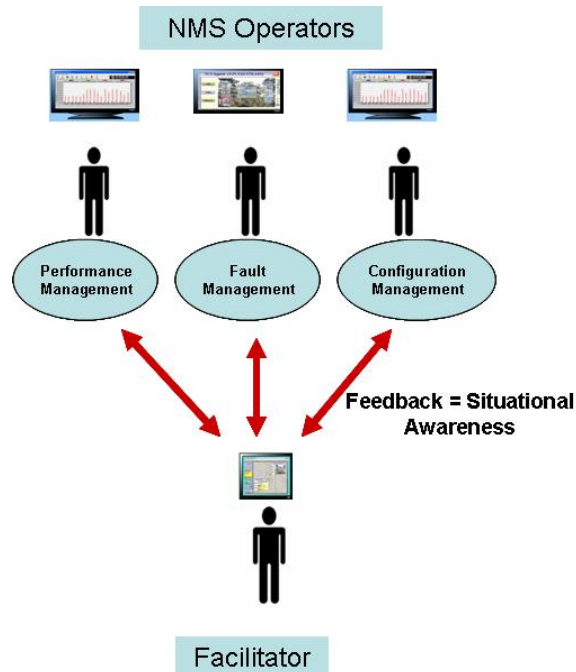 NMS Operators
Performance
Management
Fault
Management
Configuration
Management
Feedback = Situational
Awareness
Facilitator